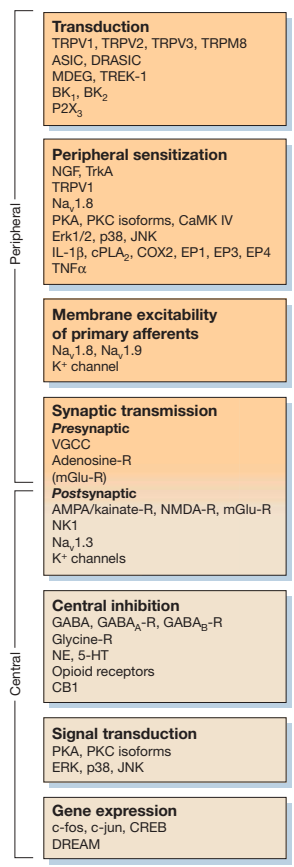 Peripheral
Central
Transduction
TRPV1, TRPV2, TRPV3, TRPM8
ASIC, DRASIC
MDEG, TREK-1
BK₁, BK₂
P2X₃
Peripheral sensitization
NGF, TrkA
TRPV1
Naᵥ1.8
PKA, PKC isoforms, CaMK IV
Erk1/2, p38, JNK
IL-1β, cPLA₂, COX2, EP1, EP3, EP4
TNFα
Membrane excitability
of primary afferents
Naᵥ1.8, Naᵥ1.9
K⁺ channel
Synaptic transmission
Presynaptic
VGCC
Adenosine-R
(mGlu-R)
Postsynaptic
AMPA/kainate-R, NMDA-R, mGlu-R
NK1
Naᵥ1.3
K⁺ channels
Central inhibition
GABA, GABA_A-R, GABA_B-R
Glycine-R
NE, 5-HT
Opioid receptors
CB1
Signal transduction
PKA, PKC isoforms
ERK, p38, JNK
Gene expression
c-fos, c-jun, CREB
DREAM